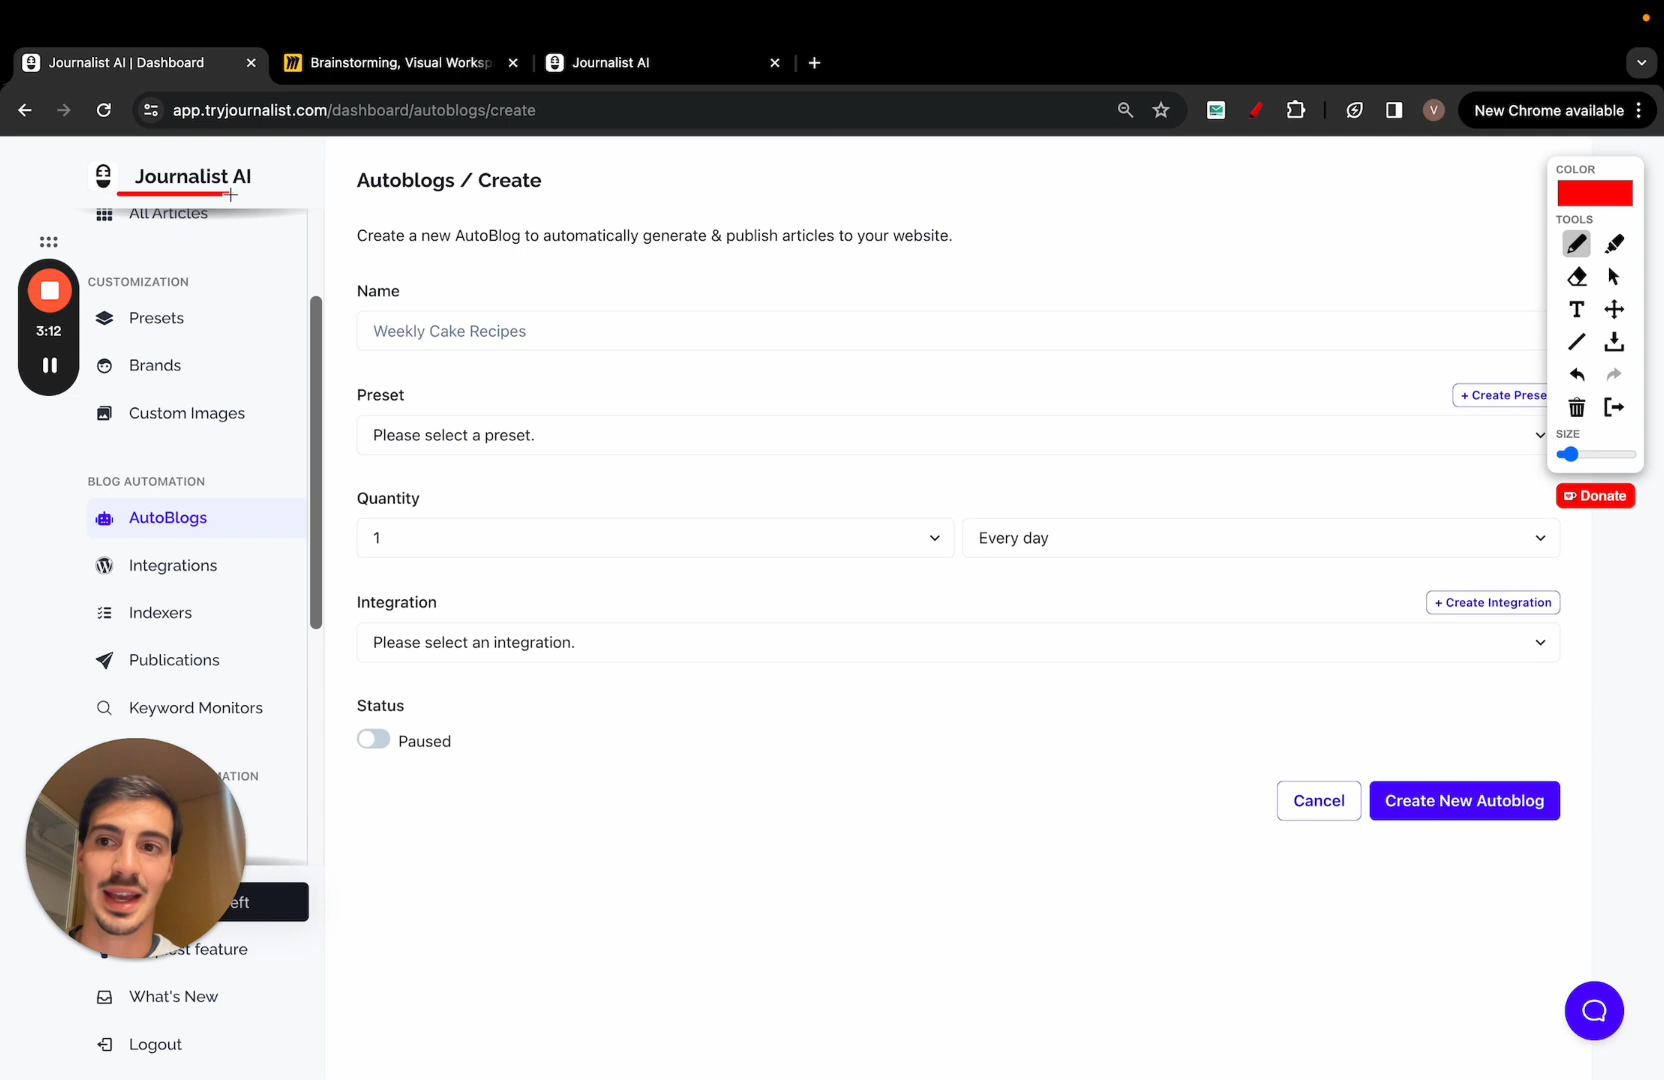 Journalist AI | Dashboard
Brainstorming, Visual Worksp
Journalist AI
app.tryjournalist.com/dashboard/autoblogs/create
V
New Chrome available
Journalist AI
All Articles
3:12
CUSTOMIZATION
Presets
Brands
Custom Images
BLOG AUTOMATION
AutoBlogs
Integrations
Indexers
Publications
Keyword Monitors
MATION
eft
est feature
What's New
Logout
Autoblogs / Create
Create a new AutoBlog to automatically generate & publish articles to your website.
Name
Weekly Cake Recipes
Preset
+ Create Prese
Please select a preset.
Quantity
1
Every day
Integration
+ Create Integration
Please select an integration.
Status
Paused
Cancel
Create New Autoblog
COLOR
TOOLS
T
SIZE
Donate